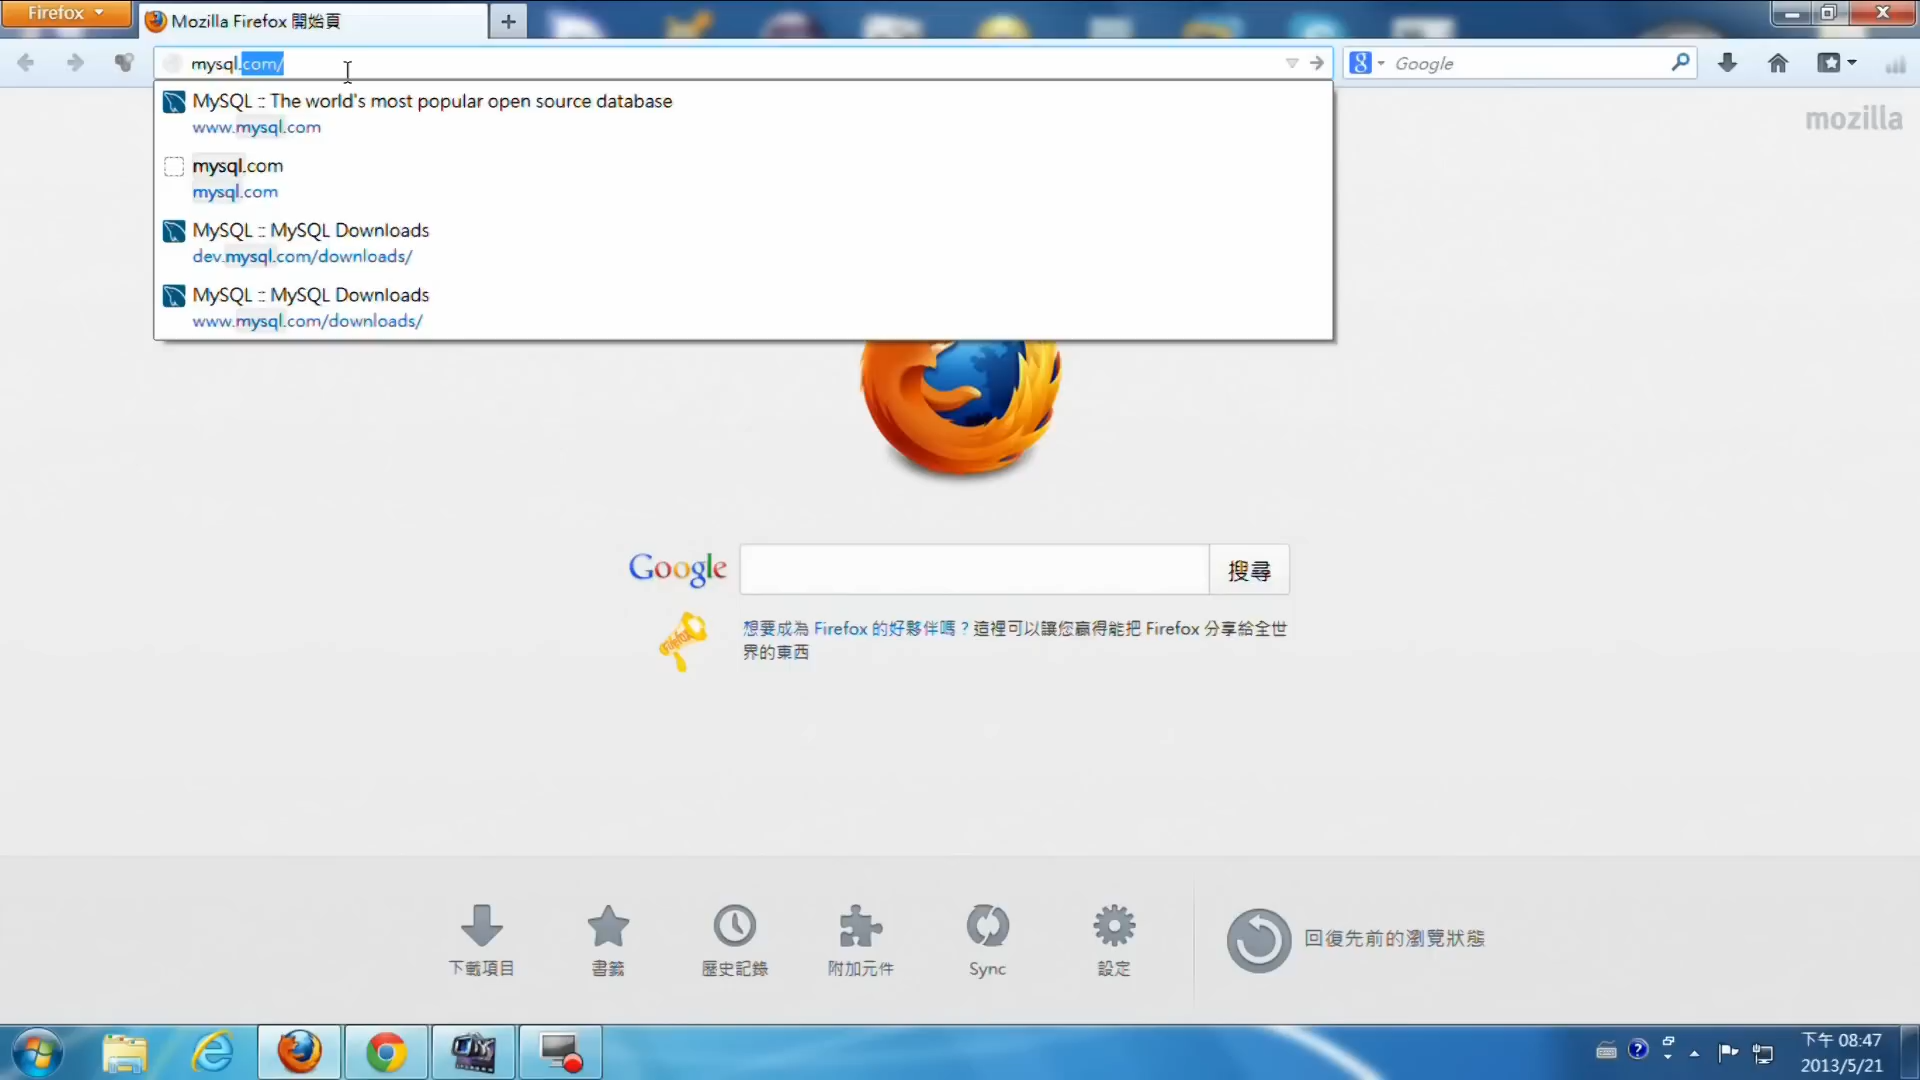 Firefox
Mozilla Firefox 開始頁
mysql.com/
Google
mozilla
MySQL :: The world's most popular open source database
www.mysql.com
mysql.com
mysql.com
MySQL :: MySQL Downloads
dev.mysql.com/downloads/
MySQL :: MySQL Downloads
www.mysql.com/downloads/
Google
搜尋
Firefox
想要成為 Firefox 的好夥伴嗎？這裡可以讓您贏得能把 Firefox 分享給全世
界的東西
下載項目
書籤
歷史記錄
附加元件
Sync
設定
回復先前的瀏覽狀態
下午 08:47
2013/5/21